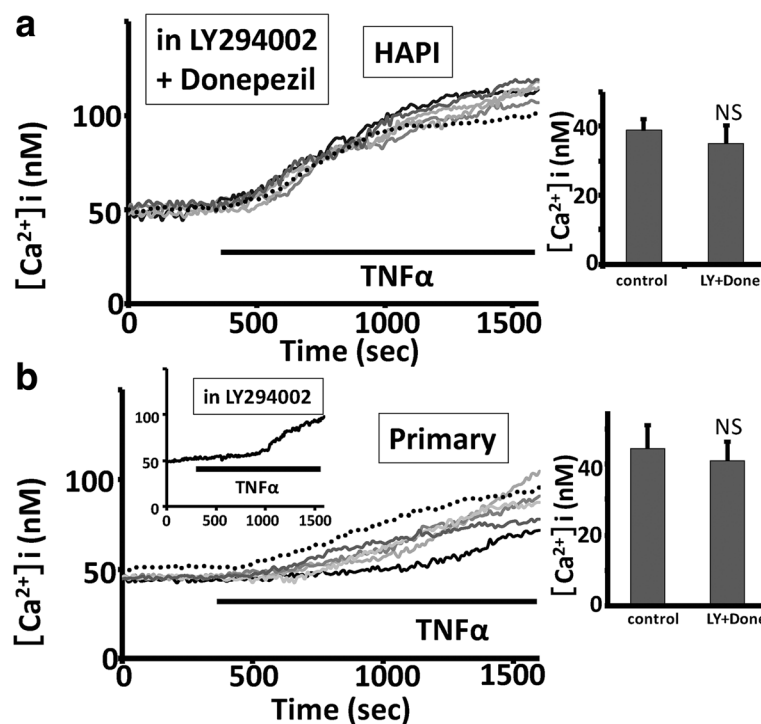 a
in LY294002
+ Donepezil
HAPI
[Ca²⁺]i (nM)
100
50
0
TNFα
0 500 1000 1500
Time (sec)
[Ca²⁺]i (nM)
40
20
0
NS
control LY+Done
b
in LY294002
100
50
0
TNFα
0 500 1000 1500
Primary
[Ca²⁺]i (nM)
100
50
0
TNFα
0 500 1000 1500
Time (sec)
[Ca²⁺]i (nM)
40
20
0
NS
control LY+Done